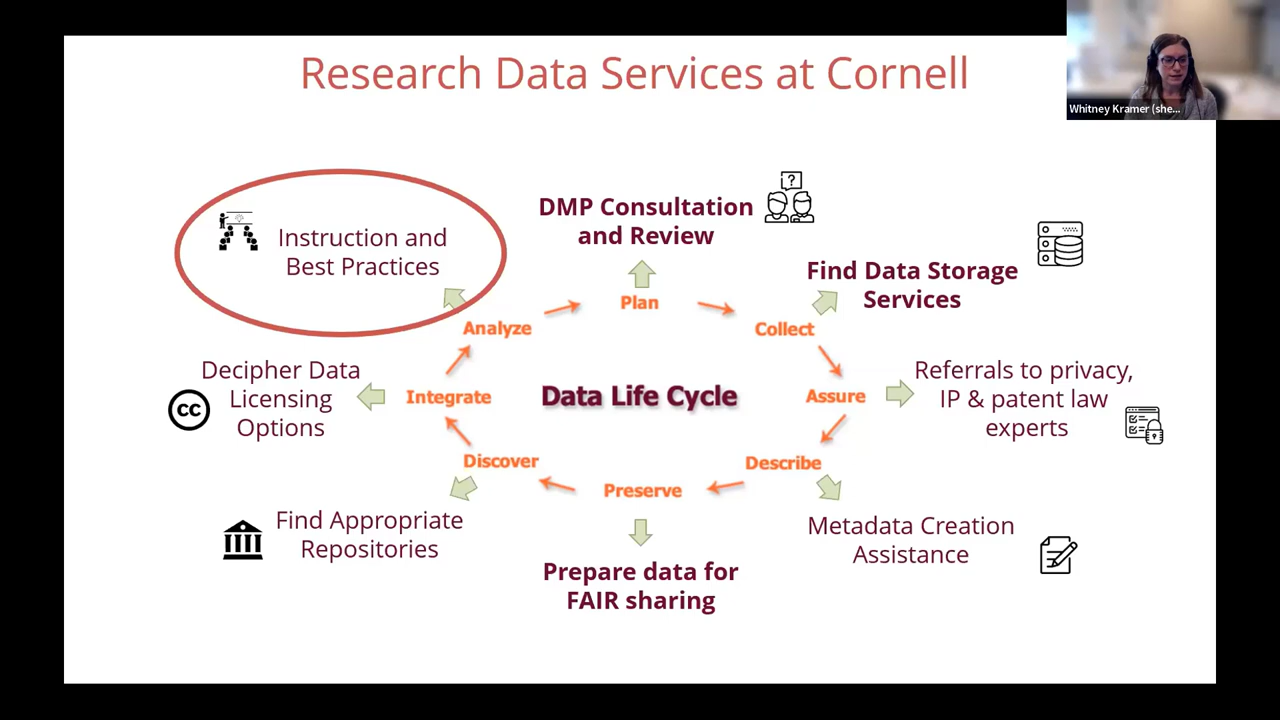 Research Data Services at Cornell
Whitney Kramer (she...
DMP Consultation
and Review
?
Instruction and
Best Practices
Find Data Storage
Services
Plan
Analyze
Collect
Decipher Data
Licensing
Options
CC
Integrate
Data Life Cycle
Assure
Referrals to privacy,
IP & patent law
experts
Discover
Describe
Preserve
Find Appropriate
Repositories
Metadata Creation
Assistance
Prepare data for
FAIR sharing